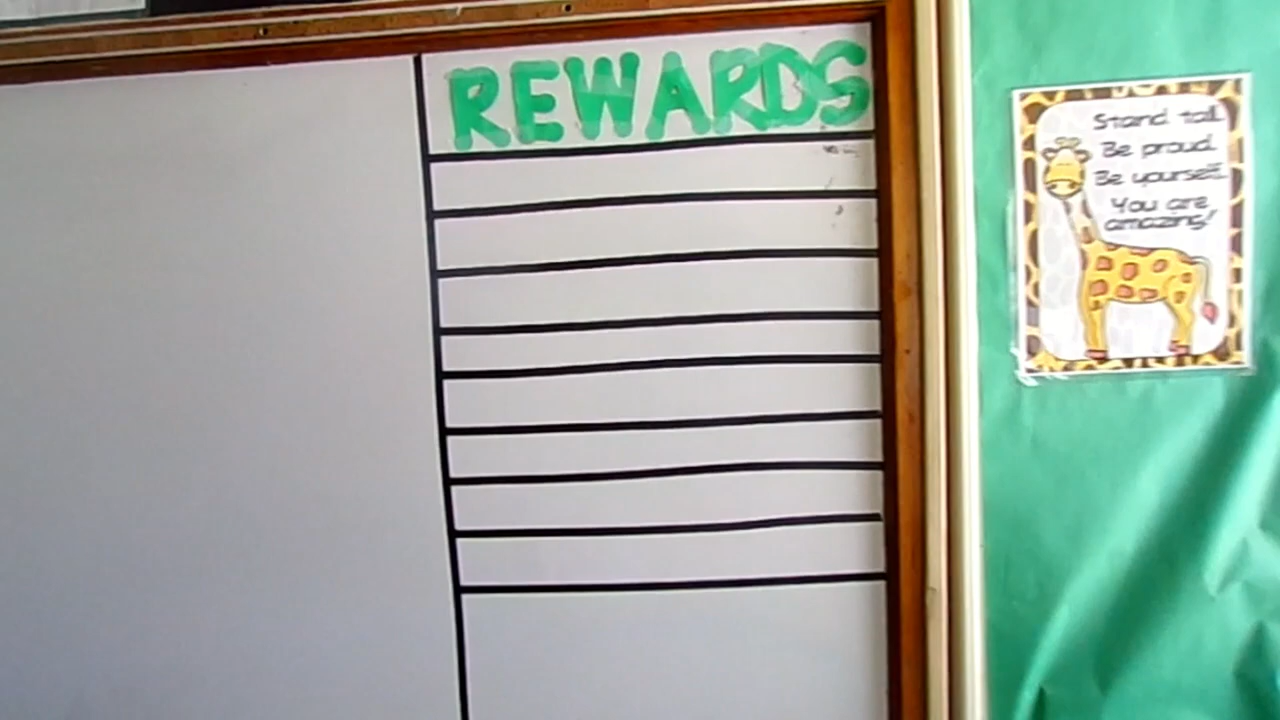 REWARDS
Stand tall.
Be proud.
Be yourself.
You are
amazing!